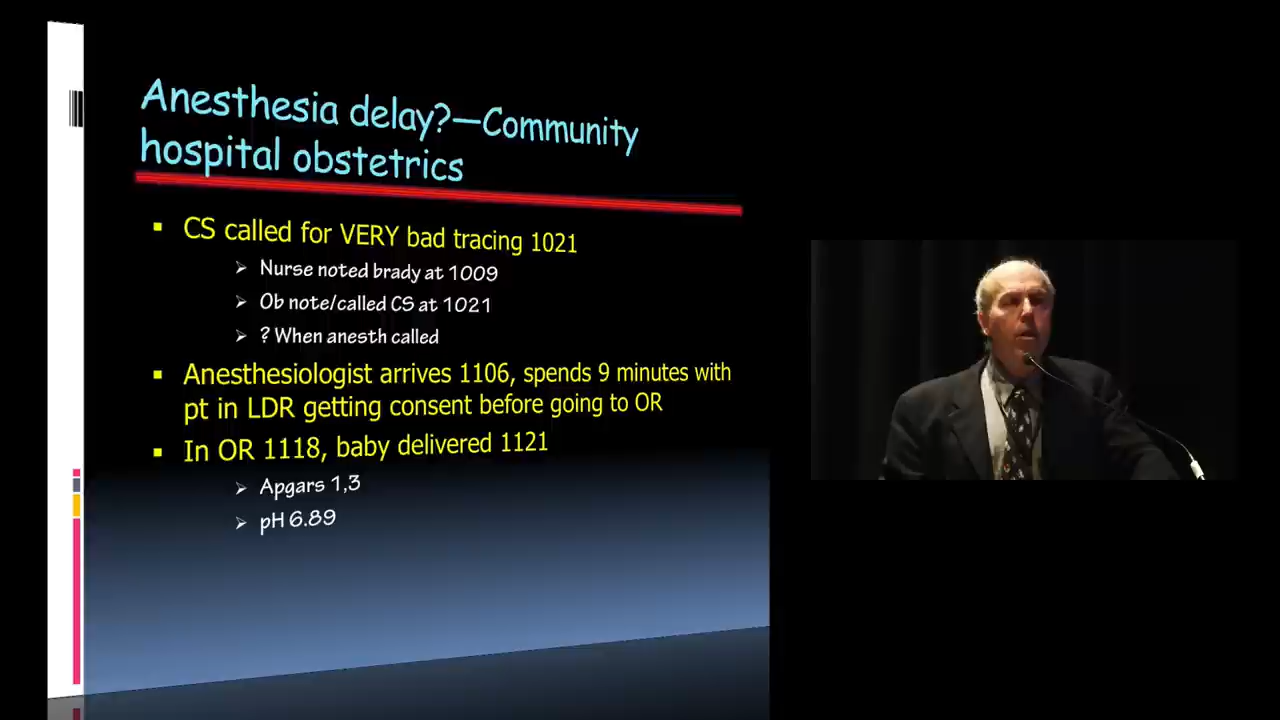 Anesthesia delay?—Community
hospital obstetrics
▪ CS called for VERY bad tracing 1021
➢ Nurse noted brady at 1009
➢ Ob note/called CS at 1021
➢ ? When anesth called
▪ Anesthesiologist arrives 1106, spends 9 minutes with
pt in LDR getting consent before going to OR
▪ In OR 1118, baby delivered 1121
➢ Apgars 1,3
➢ pH 6.89